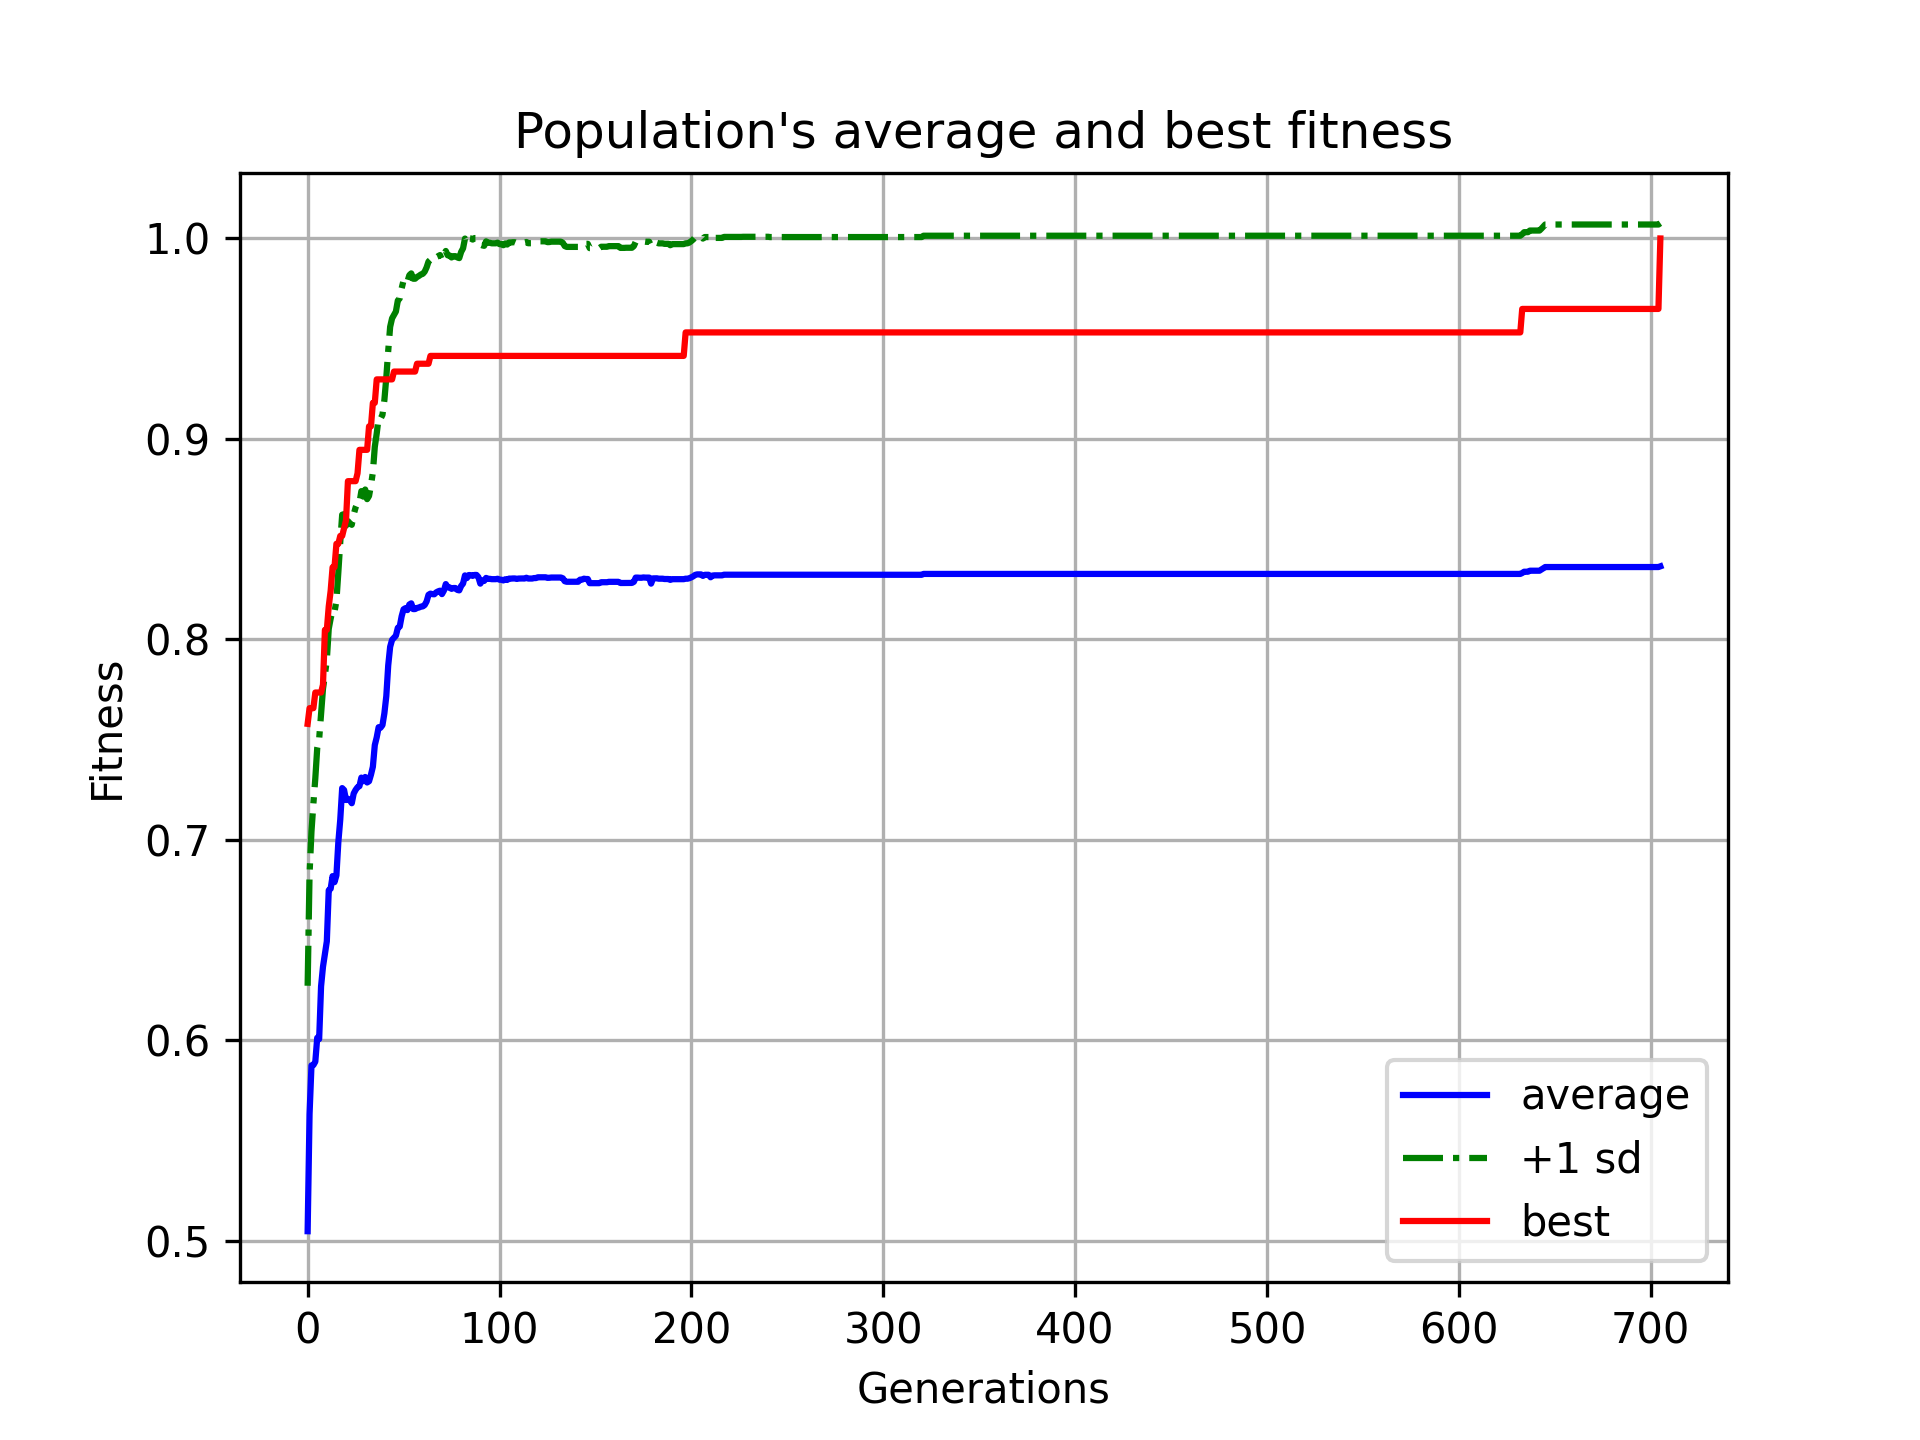 Population's average and best fitness
1.0
0.9
0.8
0.7
0.6
0.5
Fitness
0 100 200 300 400 500 600 700
Generations
average
+1 sd
best